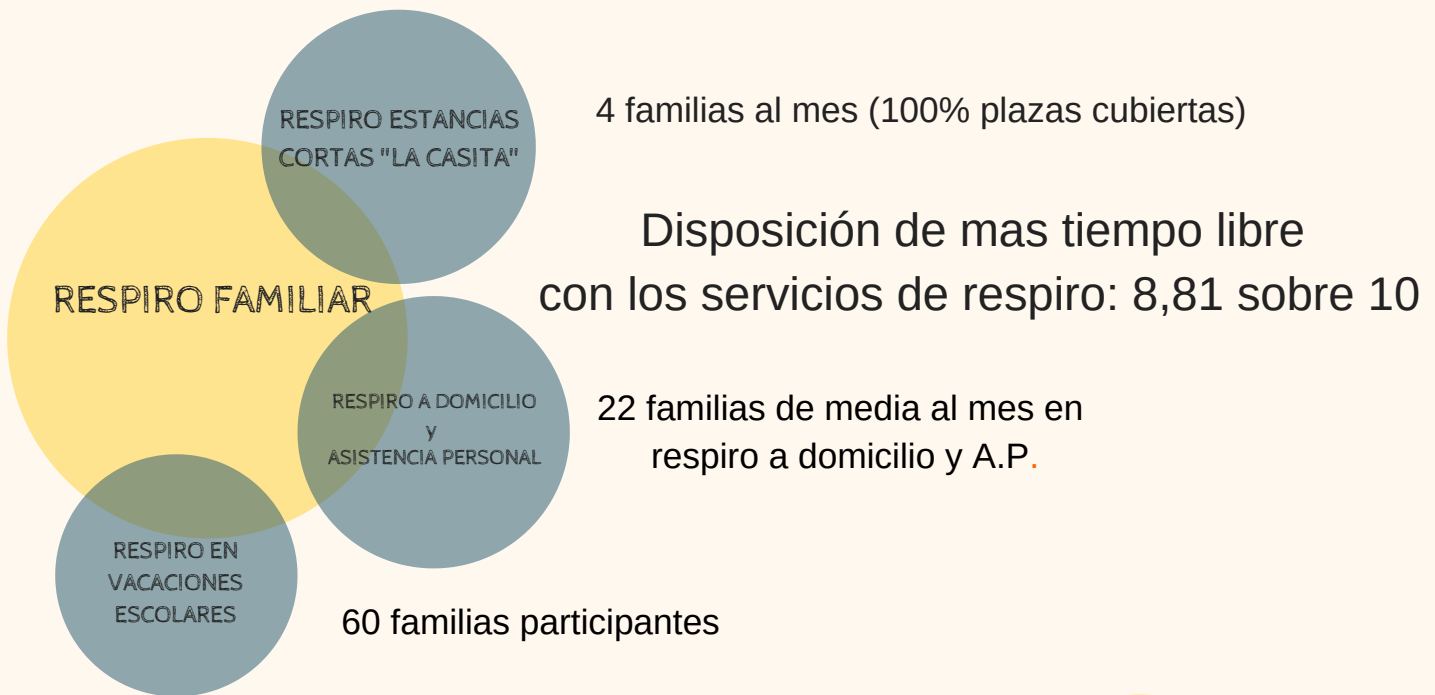 RESPIRO ESTANCIAS
CORTAS "LA CASITA"
4 familias al mes (100% plazas cubiertas)
Disposición de mas tiempo libre
con los servicios de respiro: 8,81 sobre 10
RESPIRO FAMILIAR
RESPIRO A DOMICILIO
y
ASISTENCIA PERSONAL
22 familias de media al mes en
respiro a domicilio y A.P.
RESPIRO EN
VACACIONES
ESCOLARES
60 familias participantes